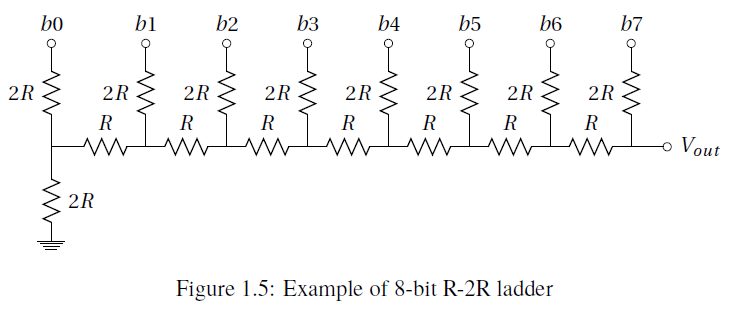 b0 b1 b2 b3 b4 b5 b6 b7
2R 2R 2R 2R 2R 2R 2R 2R
R R R R R R R
Vout
2R
Figure 1.5: Example of 8-bit R-2R ladder